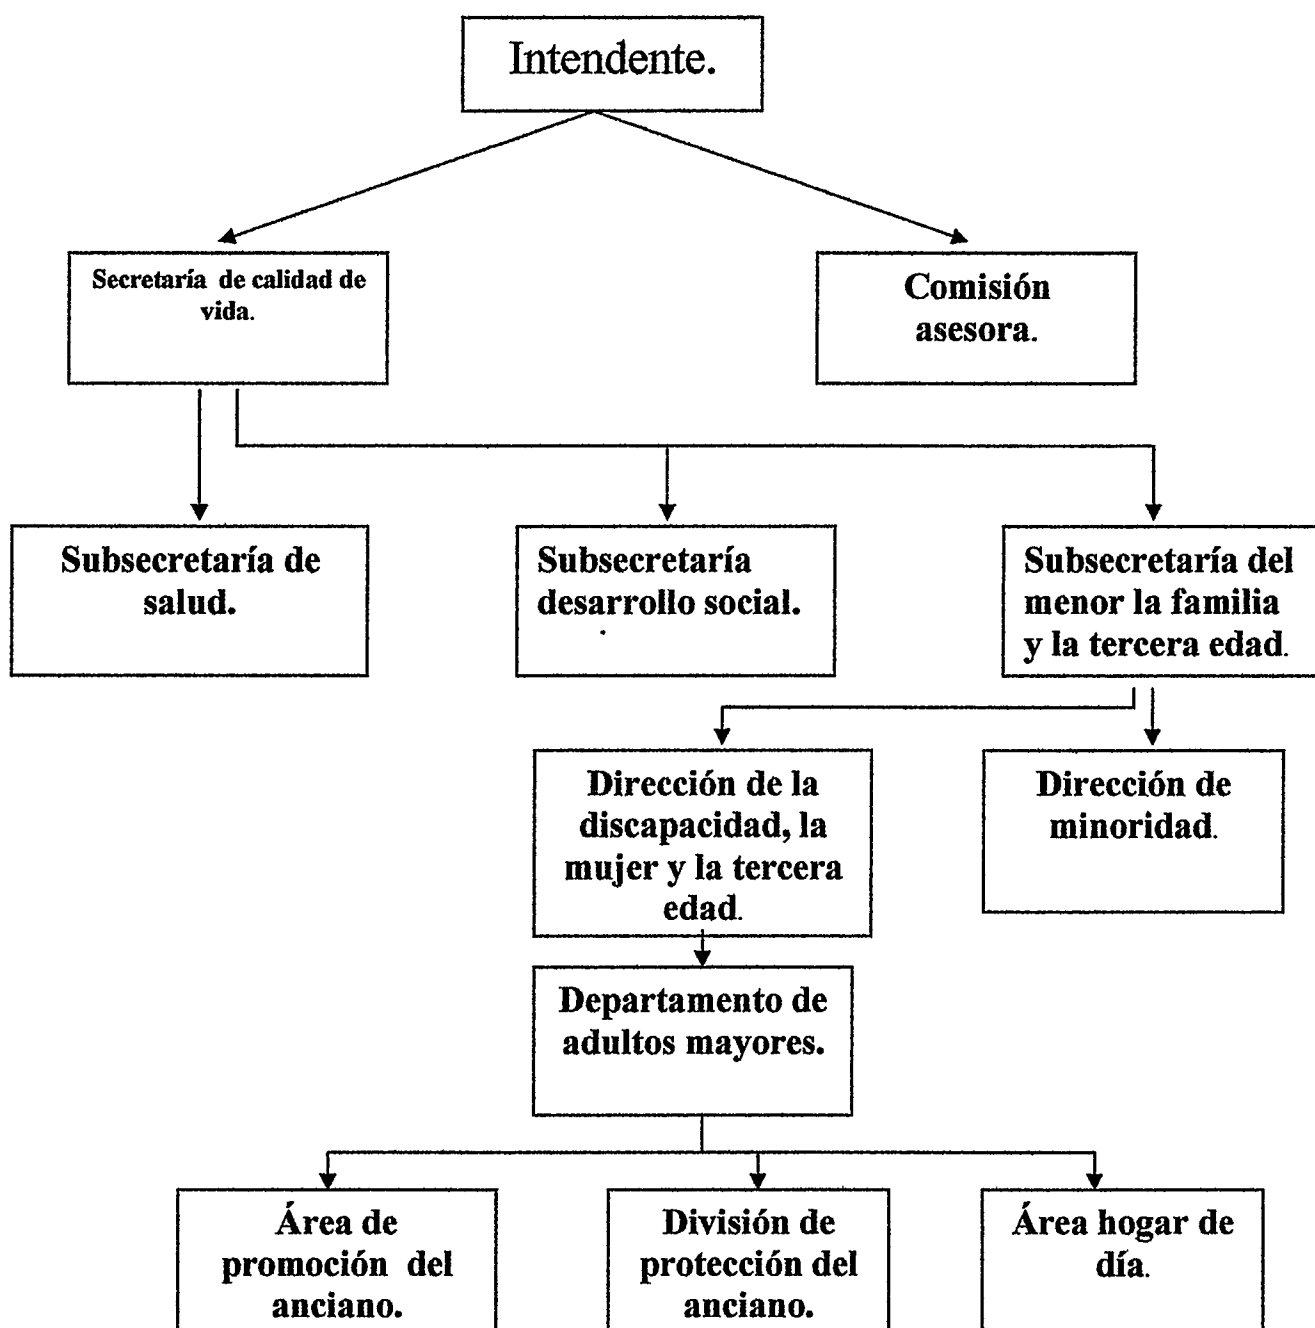 Intendente.
Secretaría de calidad de
vida.
Comisión
asesora.
Subsecretaría de
salud.
Subsecretaría
desarrollo social.
Subsecretaría del
menor la familia
y la tercera edad.
Dirección de la
discapacidad, la
mujer y la tercera
edad.
Dirección de
minoridad.
Departamento de
adultos mayores.
Área de
promoción del
anciano.
División de
protección del
anciano.
Área hogar de
día.